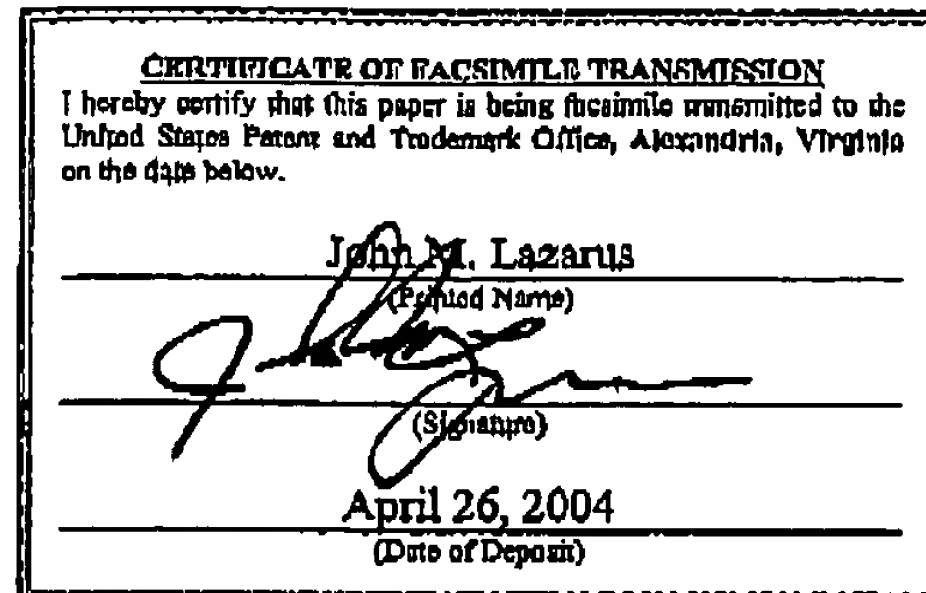 CERTIFICATE OF FACSIMILE TRANSMISSION
I hereby certify that this paper is being facsimile transmitted to the
United States Patent and Trademark Office, Alexandria, Virginia
on the date below.
John M. Lazarus
(Printed Name)
(Signature)
April 26, 2004
(Date of Deposit)